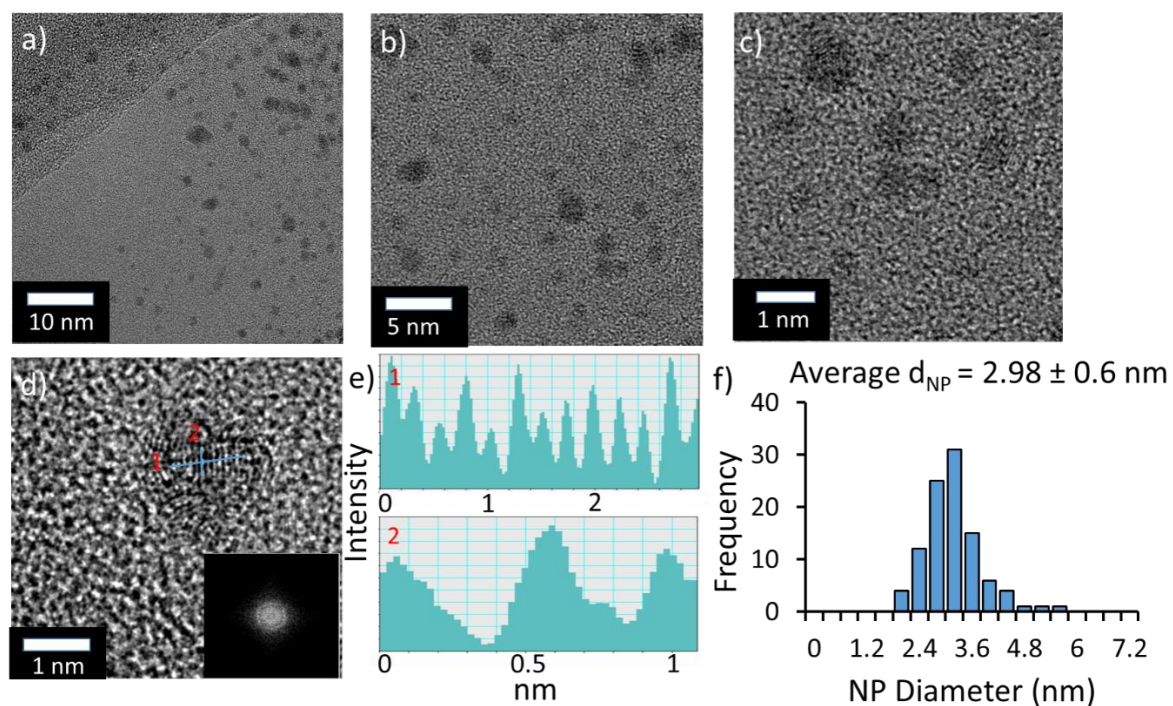 a)
10 nm
b)
5 nm
c)
1 nm
d)
1
2
1 nm
e)
Intensity
1
0 1 2
2
0 0.5 1
nm
f)
Average dNP = 2.98 ± 0.6 nm
Frequency
40
30
20
10
0
0 1.2 2.4 3.6 4.8 6 7.2
NP Diameter (nm)